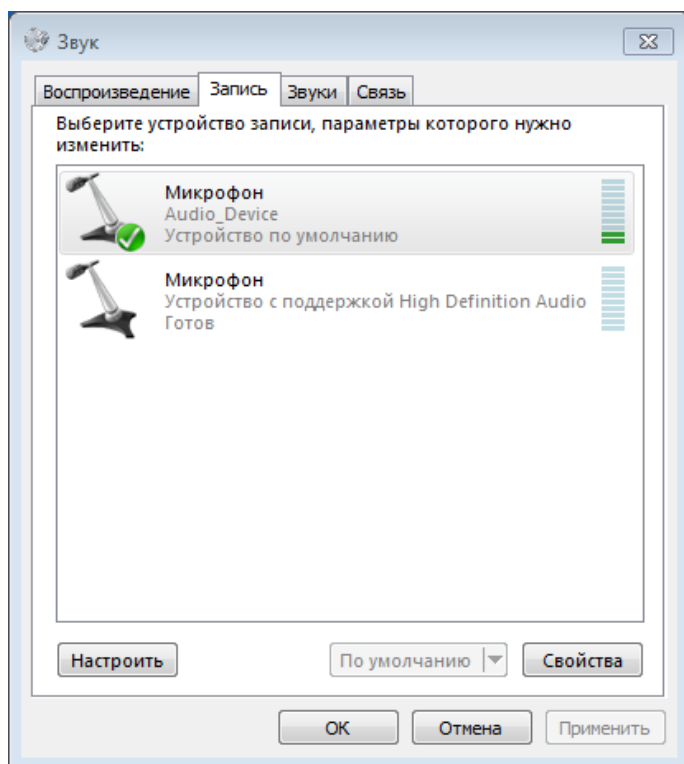 Звук
Воспроизведение Запись Звуки Связь
Выберите устройство записи, параметры которого нужно
изменить:
Микрофон
Audio_Device
Устройство по умолчанию
Микрофон
Устройство с поддержкой High Definition Audio
Готов
Настроить По умолчанию Свойства
OK Отмена Применить